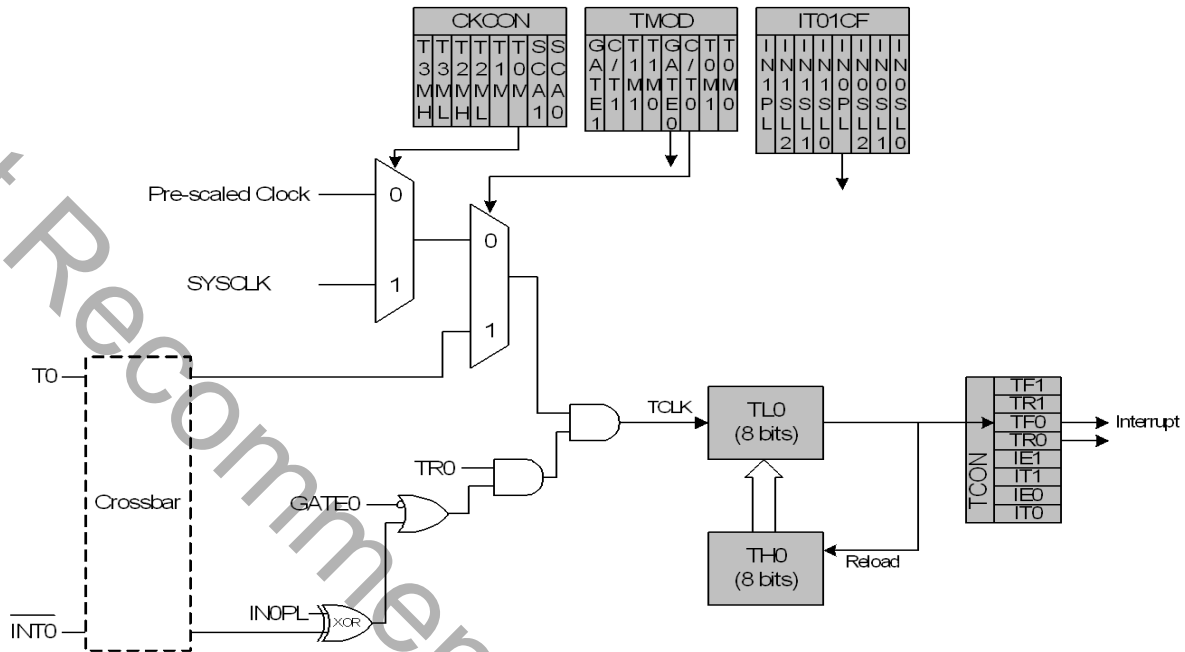 CKCON
T3MH
T3ML
T2MH
T2ML
T1M
T0M
SCA1
SCA0
TMOD
GATE1
C/T1
T1M1
T1M0
GATE0
C/T0
T0M1
T0M0
IT01CF
IN1PL
IN1SL2
IN1SL1
IN1SL0
IN0PL
IN0SL2
IN0SL1
IN0SL0
Pre-scaled Clock
0
SYSCLK
1
0
1
T0
Crossbar
INT0
TR0
GATE0
IN0PL
XOR
TCLK
TL0
(8 bits)
TH0
(8 bits)
Reload
TCON
TF1
TR1
TF0
TR0
IE1
IT1
IE0
IT0
Interrupt
Recommen